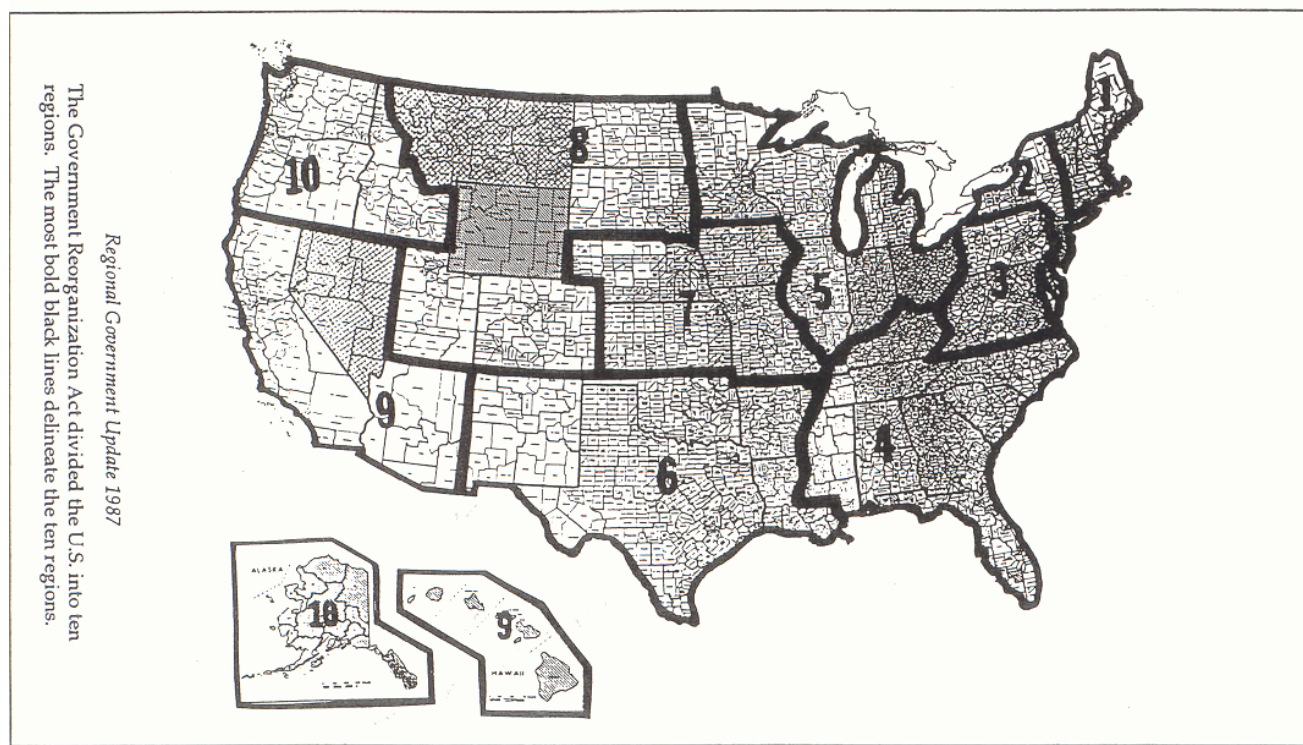 Regional Government Update 1987
The Government Reorganization Act divided the U.S. into ten
regions. The most bold black lines delineate the ten regions.
1
2
3
4
5
6
7
8
9
10
ALASKA
10
HAWAII
9